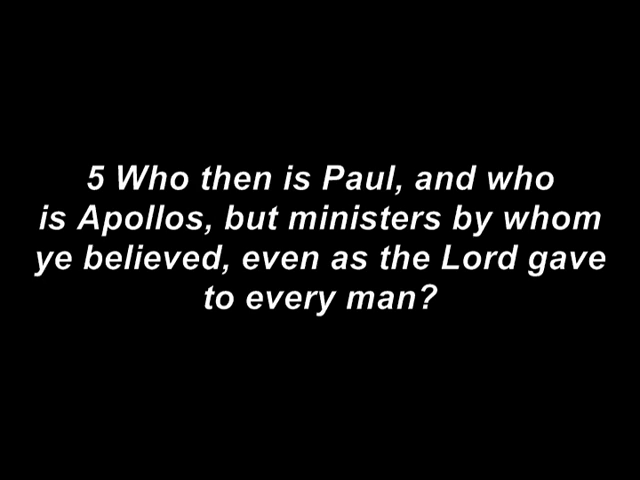 5 Who then is Paul, and who
is Apollos, but ministers by whom
ye believed, even as the Lord gave
to every man?